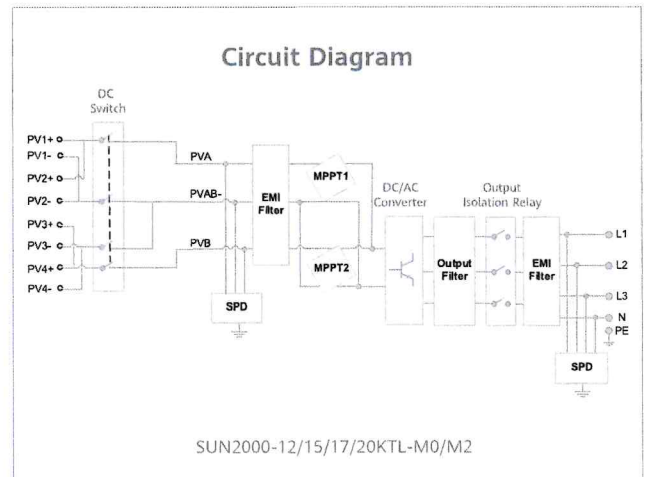 Circuit Diagram
DC
Switch
PV1+
PV1-
PV2+
PV2-
PV3+
PV3-
PV4+
PV4-
PVA
PVAB-
PVB
SPD
EMI
Filter
MPPT1
MPPT2
DC/AC
Converter
Output
Filter
Output
Isolation Relay
EMI
Filter
L1
L2
L3
N
PE
SPD
SUN2000-12/15/17/20KTL-M0/M2